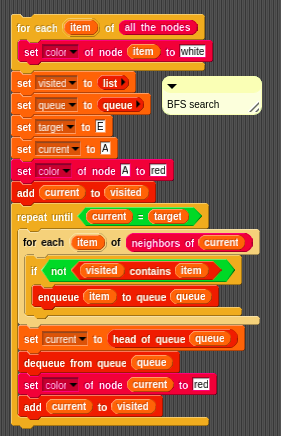 for each item of all the nodes
set color of node item to white
set visited to list
set queue to queue
set target to E
set current to A
set color of node A to red
add current to visited
repeat until current = target
for each item of neighbors of current
if not visited contains item
enqueue item to queue queue
set current to head of queue queue
dequeue from queue queue
set color of node current to red
add current to visited
BFS search